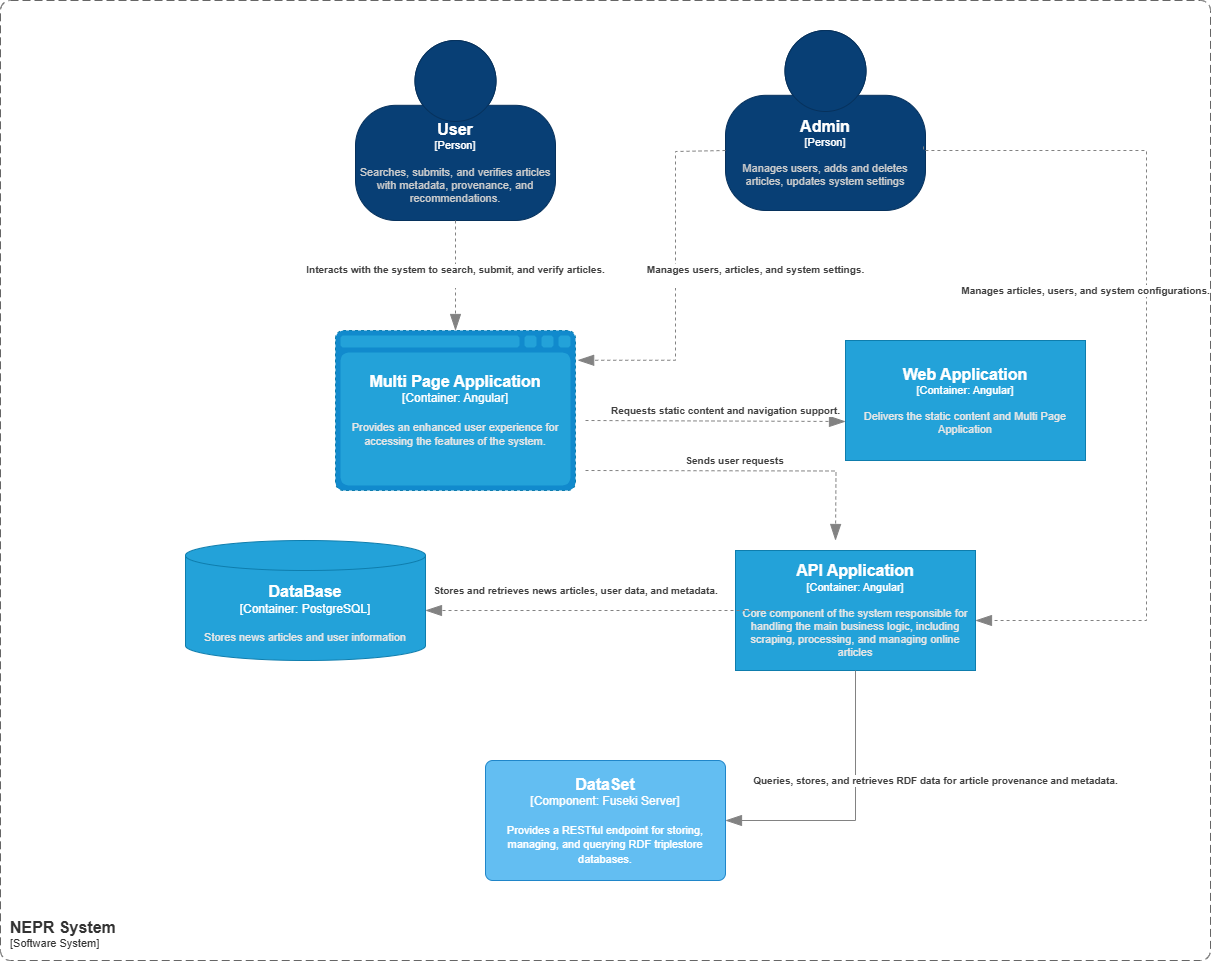 User
[Person]
Searches, submits, and verifies articles
with metadata, provenance, and
recommendations.
Admin
[Person]
Manages users, adds and deletes
articles, updates system settings
Interacts with the system to search, submit, and verify articles.
Manages users, articles, and system settings.
Manages articles, users, and system configurations.
Multi Page Application
[Container: Angular]
Provides an enhanced user experience for
accessing the features of the system.
Web Application
[Container: Angular]
Delivers the static content and Multi Page
Application
Requests static content and navigation support.
Sends user requests
DataBase
[Container: PostgreSQL]
Stores news articles and user information
Stores and retrieves news articles, user data, and metadata.
API Application
[Container: Angular]
Core component of the system responsible for
handling the main business logic, including
scraping, processing, and managing online
articles
Queries, stores, and retrieves RDF data for article provenance and metadata.
DataSet
[Component: Fuseki Server]
Provides a RESTful endpoint for storing,
managing, and querying RDF triplestore
databases.
NEPR System
[Software System]